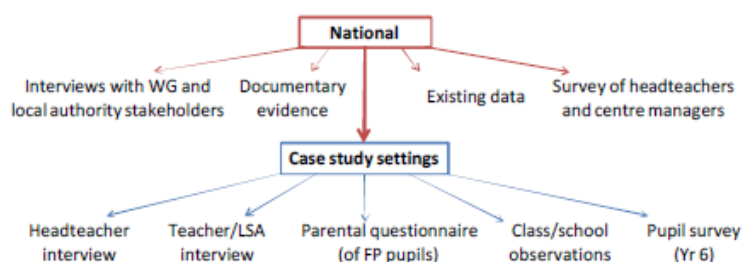 National
Interviews with WG and
local authority stakeholders
Documentary
evidence
Existing data
Survey of headteachers
and centre managers
Case study settings
Headteacher
interview
Teacher/LSA
interview
Parental questionnaire
(of FP pupils)
Class/school
observations
Pupil survey
(Yr 6)